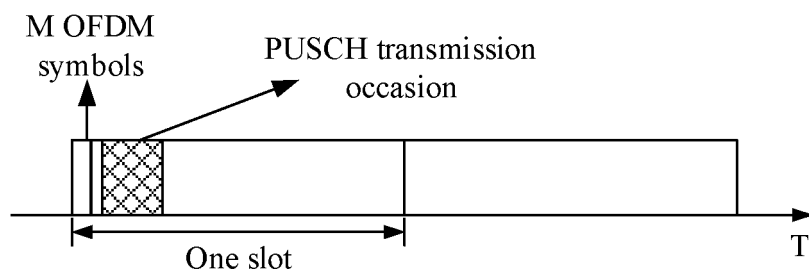 M OFDM
symbols
PUSCH transmission
occasion
One slot
T